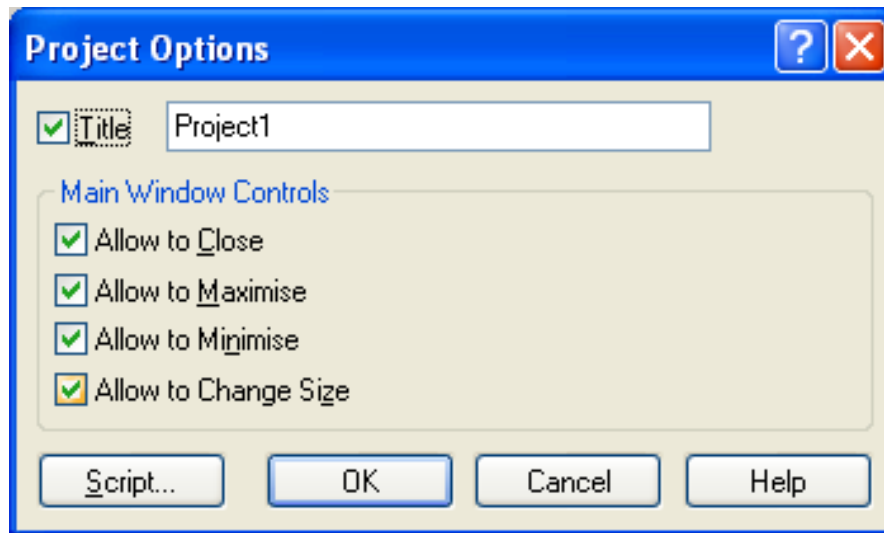 Project Options
Title Project1
Main Window Controls
Allow to Close
Allow to Maximise
Allow to Minimise
Allow to Change Size
Script... OK Cancel Help